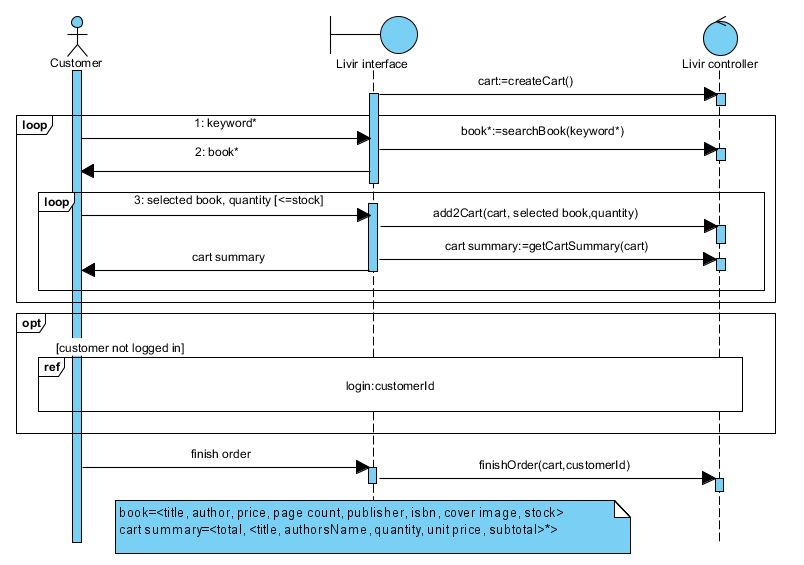 Customer
Livir interface
Livir controller
cart:=createCart()
loop
1: keyword*
book*:=searchBook(keyword*)
2: book*
loop
3: selected book, quantity [<=stock]
add2Cart(cart, selected book,quantity)
cart summary:=getCartSummary(cart)
cart summary
opt
[customer not logged in]
ref
login:customerId
finish order
finishOrder(cart,customerId)
book=<title, author, price, page count, publisher, isbn, cover image, stock>
cart summary=<total, <title, authorsName, quantity, unit price, subtotal>*>